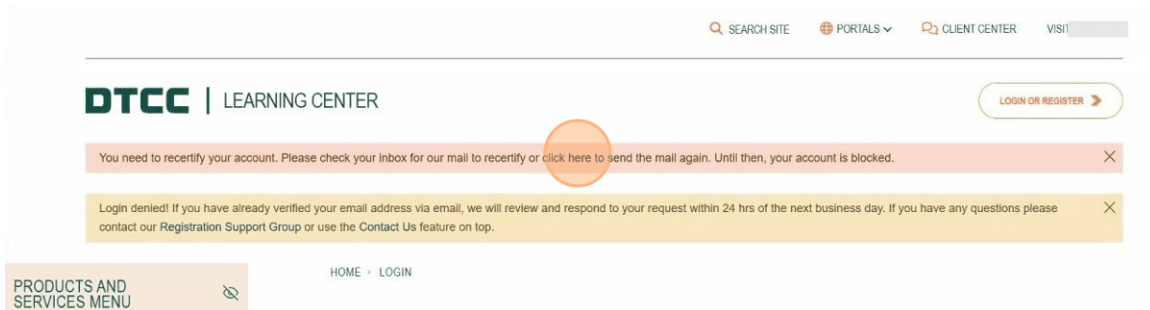 SEARCH SITE PORTALS CLIENT CENTER
DTCC | LEARNING CENTER
LOGIN OR REGISTER
You need to recertify your account. Please check your inbox for our mail to recertify or click here to send the mail again. Until then, your account is blocked.
Login denied! If you have already verified your email address via email, we will review and respond to your request within 24 hrs of the next business day. If you have any questions please
contact our Registration Support Group or use the Contact Us feature on top.
HOME › LOGIN
PRODUCTS AND
SERVICES MENU